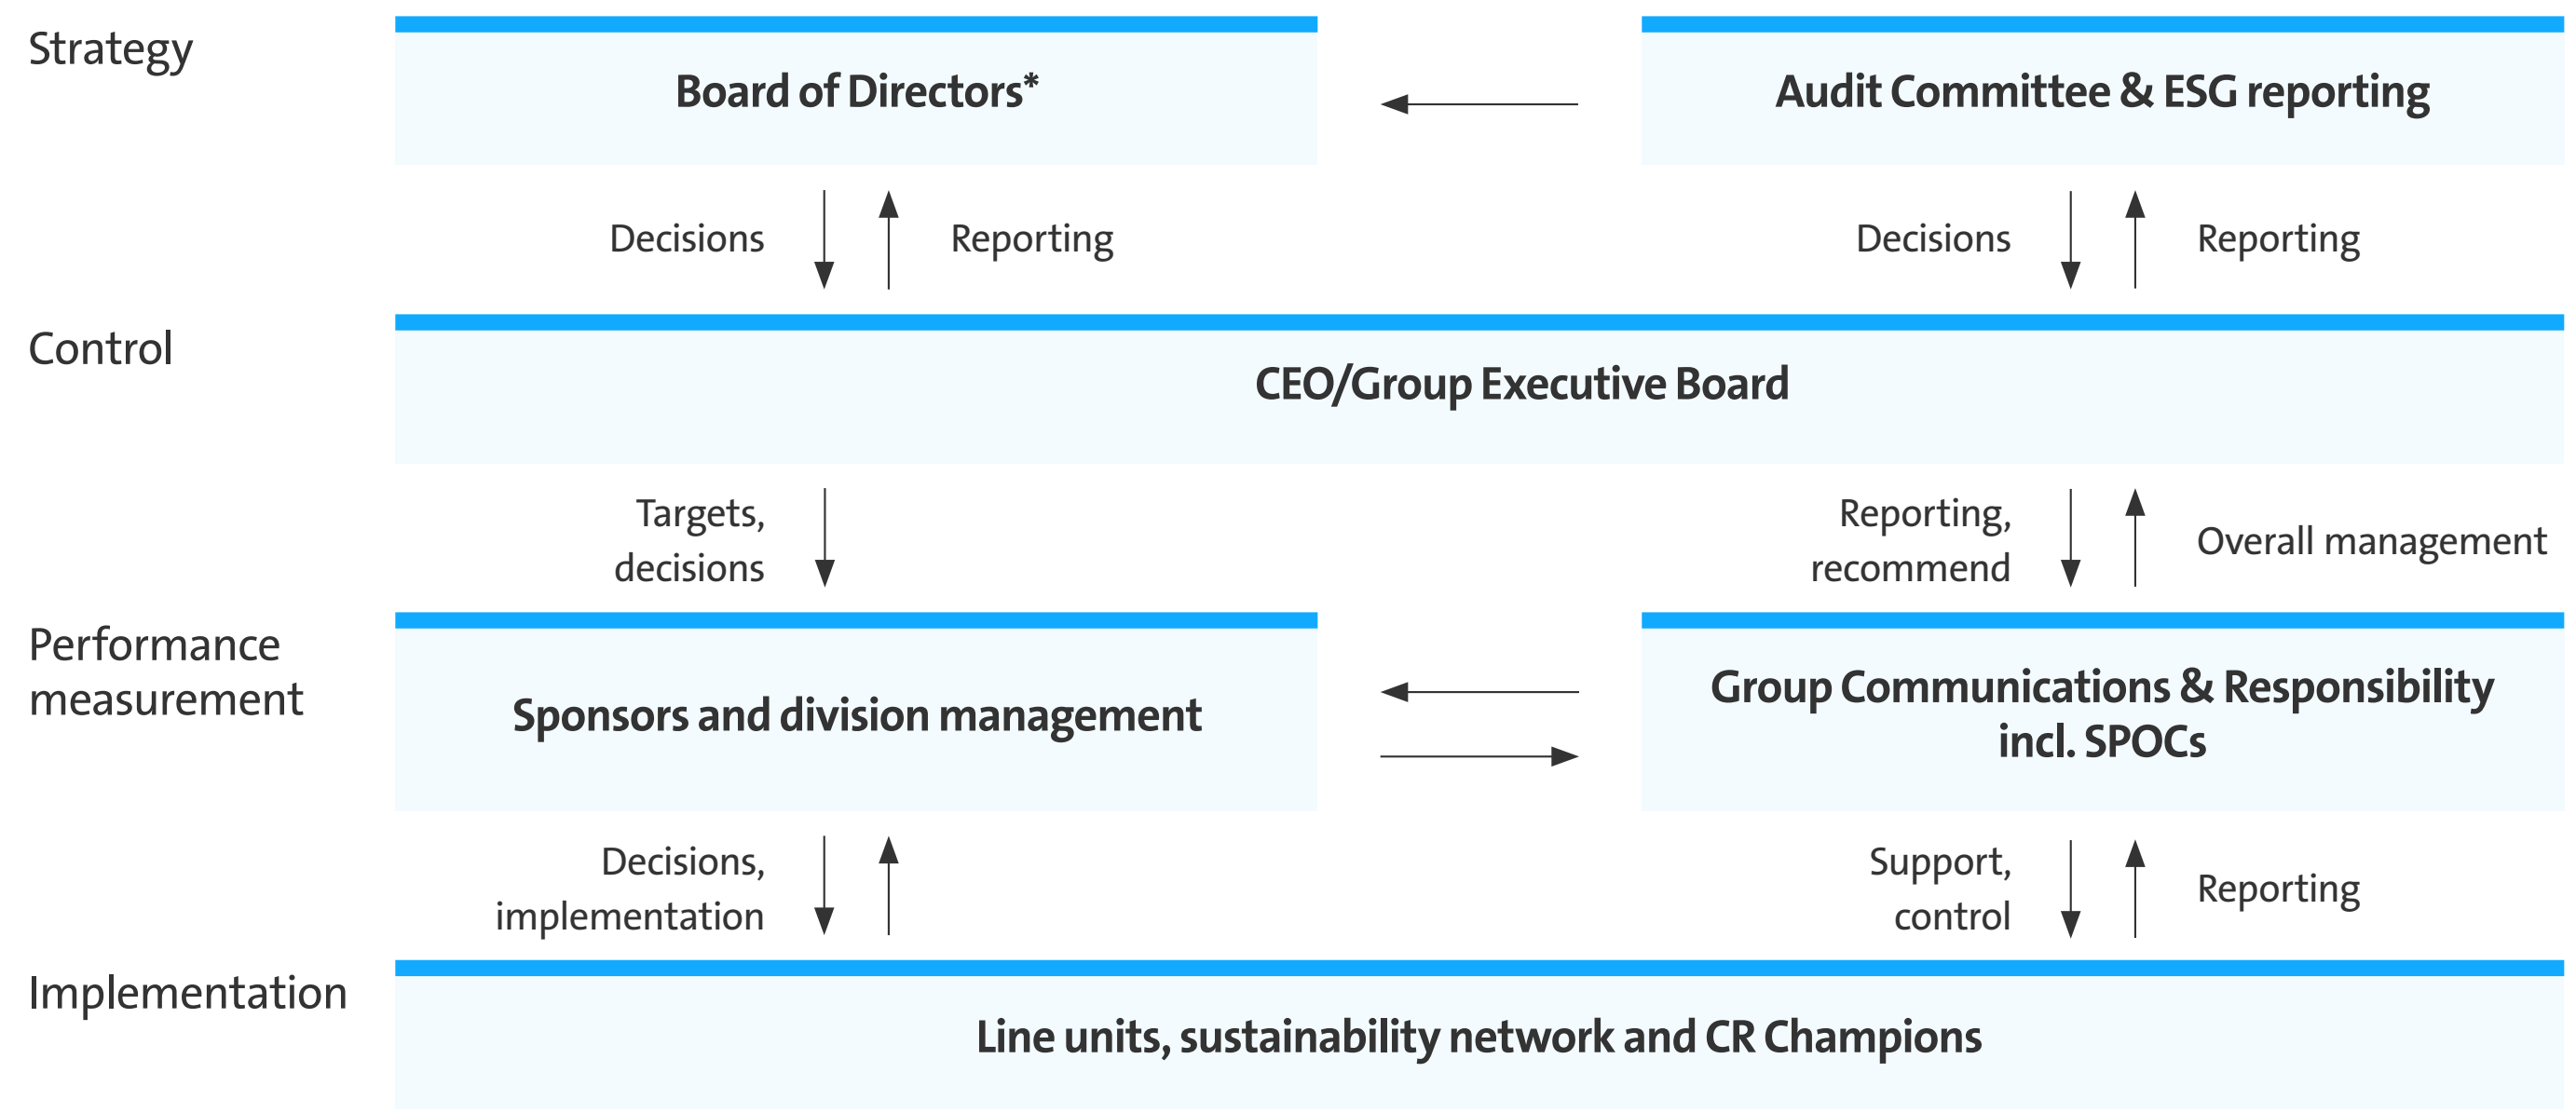 Strategy
Board of Directors*
Audit Committee & ESG reporting
Decisions
Reporting
Decisions
Reporting
Control
CEO/Group Executive Board
Targets,
decisions
Reporting,
recommend
Overall management
Performance
measurement
Sponsors and division management
Group Communications & Responsibility
incl. SPOCs
Decisions,
implementation
Support,
control
Reporting
Implementation
Line units, sustainability network and CR Champions